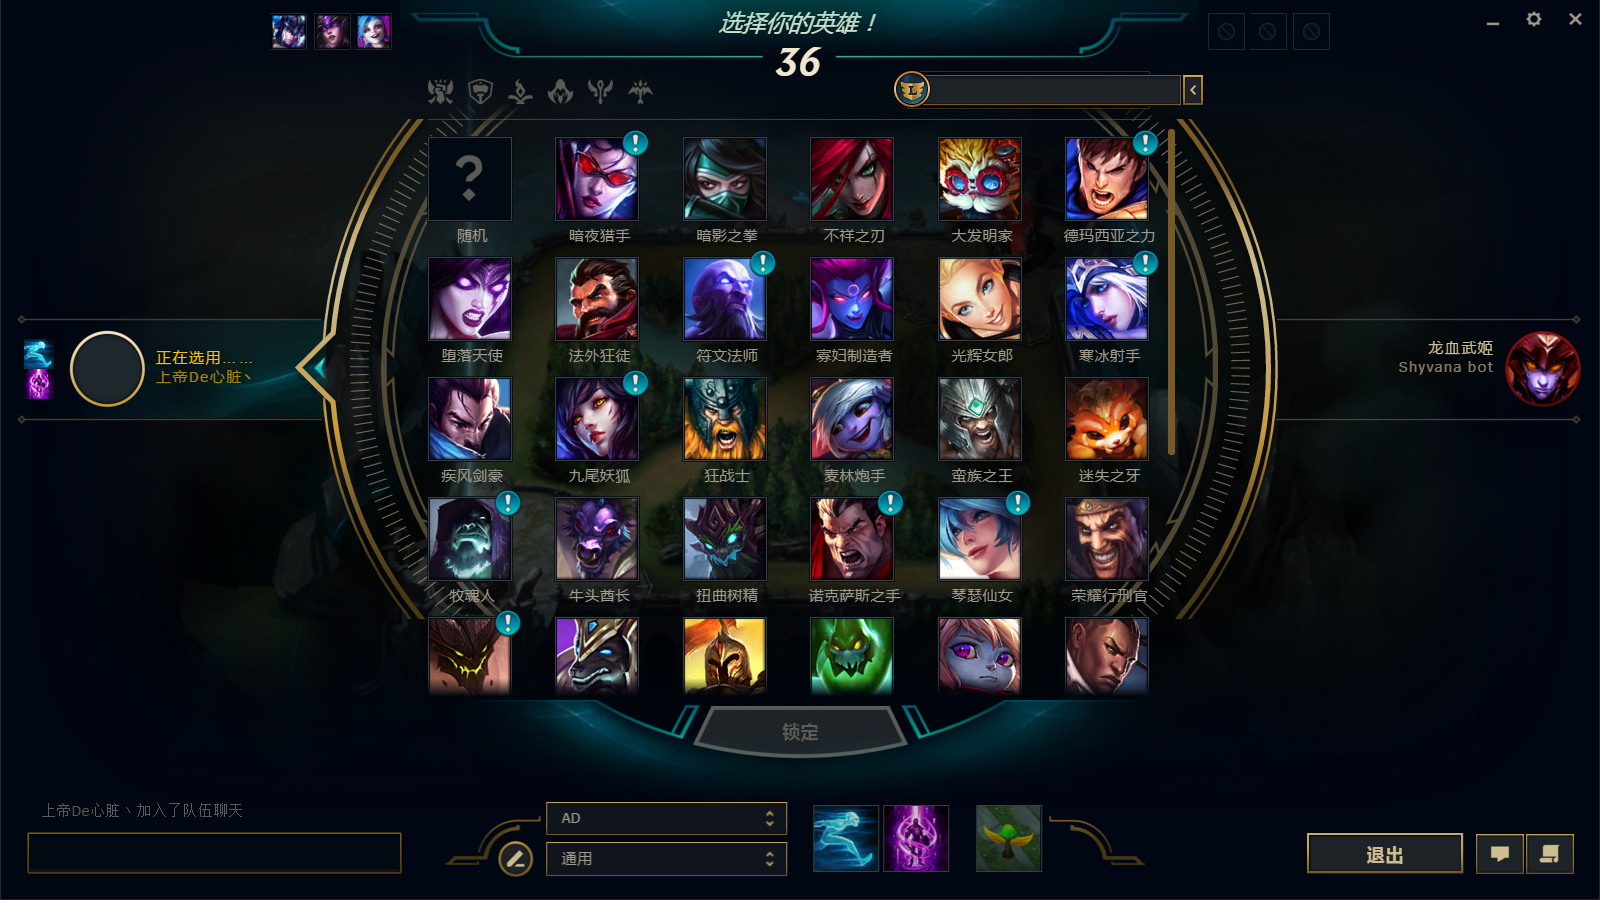 选择你的英雄！
36
随机
暗夜猎手
暗影之拳
不祥之刃
大发明家
德玛西亚之力
堕落天使
法外狂徒
符文法师
寡妇制造者
光辉女郎
寒冰射手
正在选用……
上帝De心脏丶
龙血武姬
Shyvana bot
疾风剑豪
九尾妖狐
狂战士
麦林炮手
蛮族之王
迷失之牙
牧魂人
牛头酋长
扭曲树精
诺克萨斯之手
琴瑟仙女
荣耀行刑官
锁定
上帝De心脏丶加入了队伍聊天
AD
通用
退出